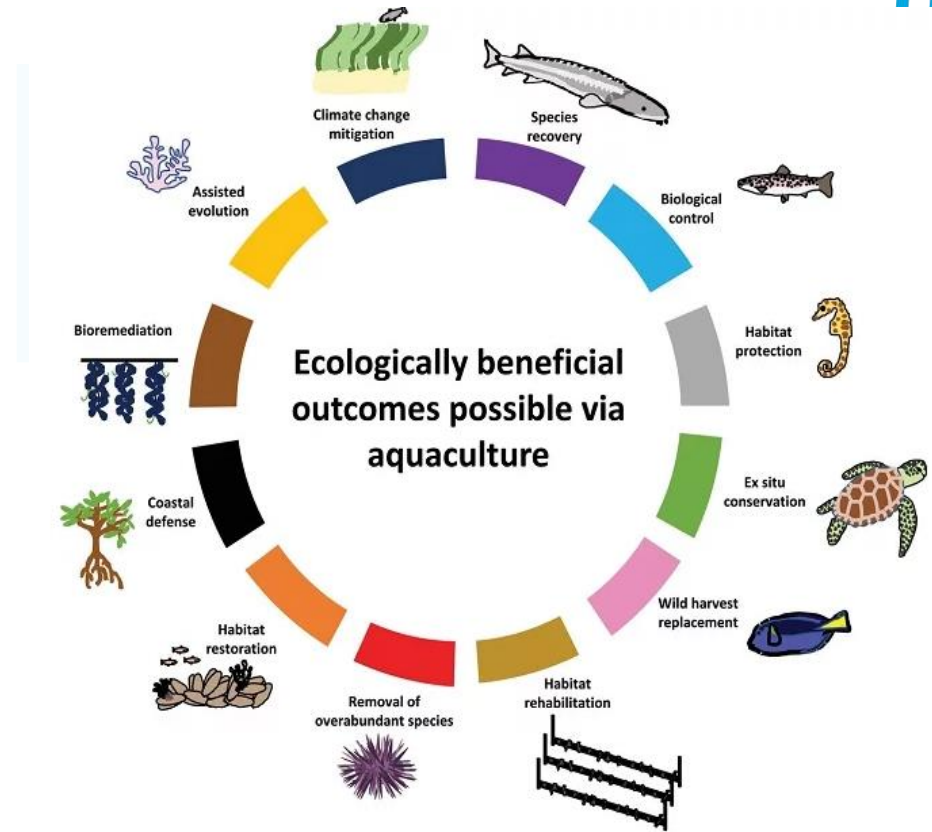 Climate change
mitigation
Species
recovery
Biological
control
Habitat
protection
Ex situ
conservation
Wild harvest
replacement
Habitat
rehabilitation
Removal of
overabundant species
Habitat
restoration
Coastal
defense
Bioremediation
Assisted
evolution
Ecologically beneficial
outcomes possible via
aquaculture